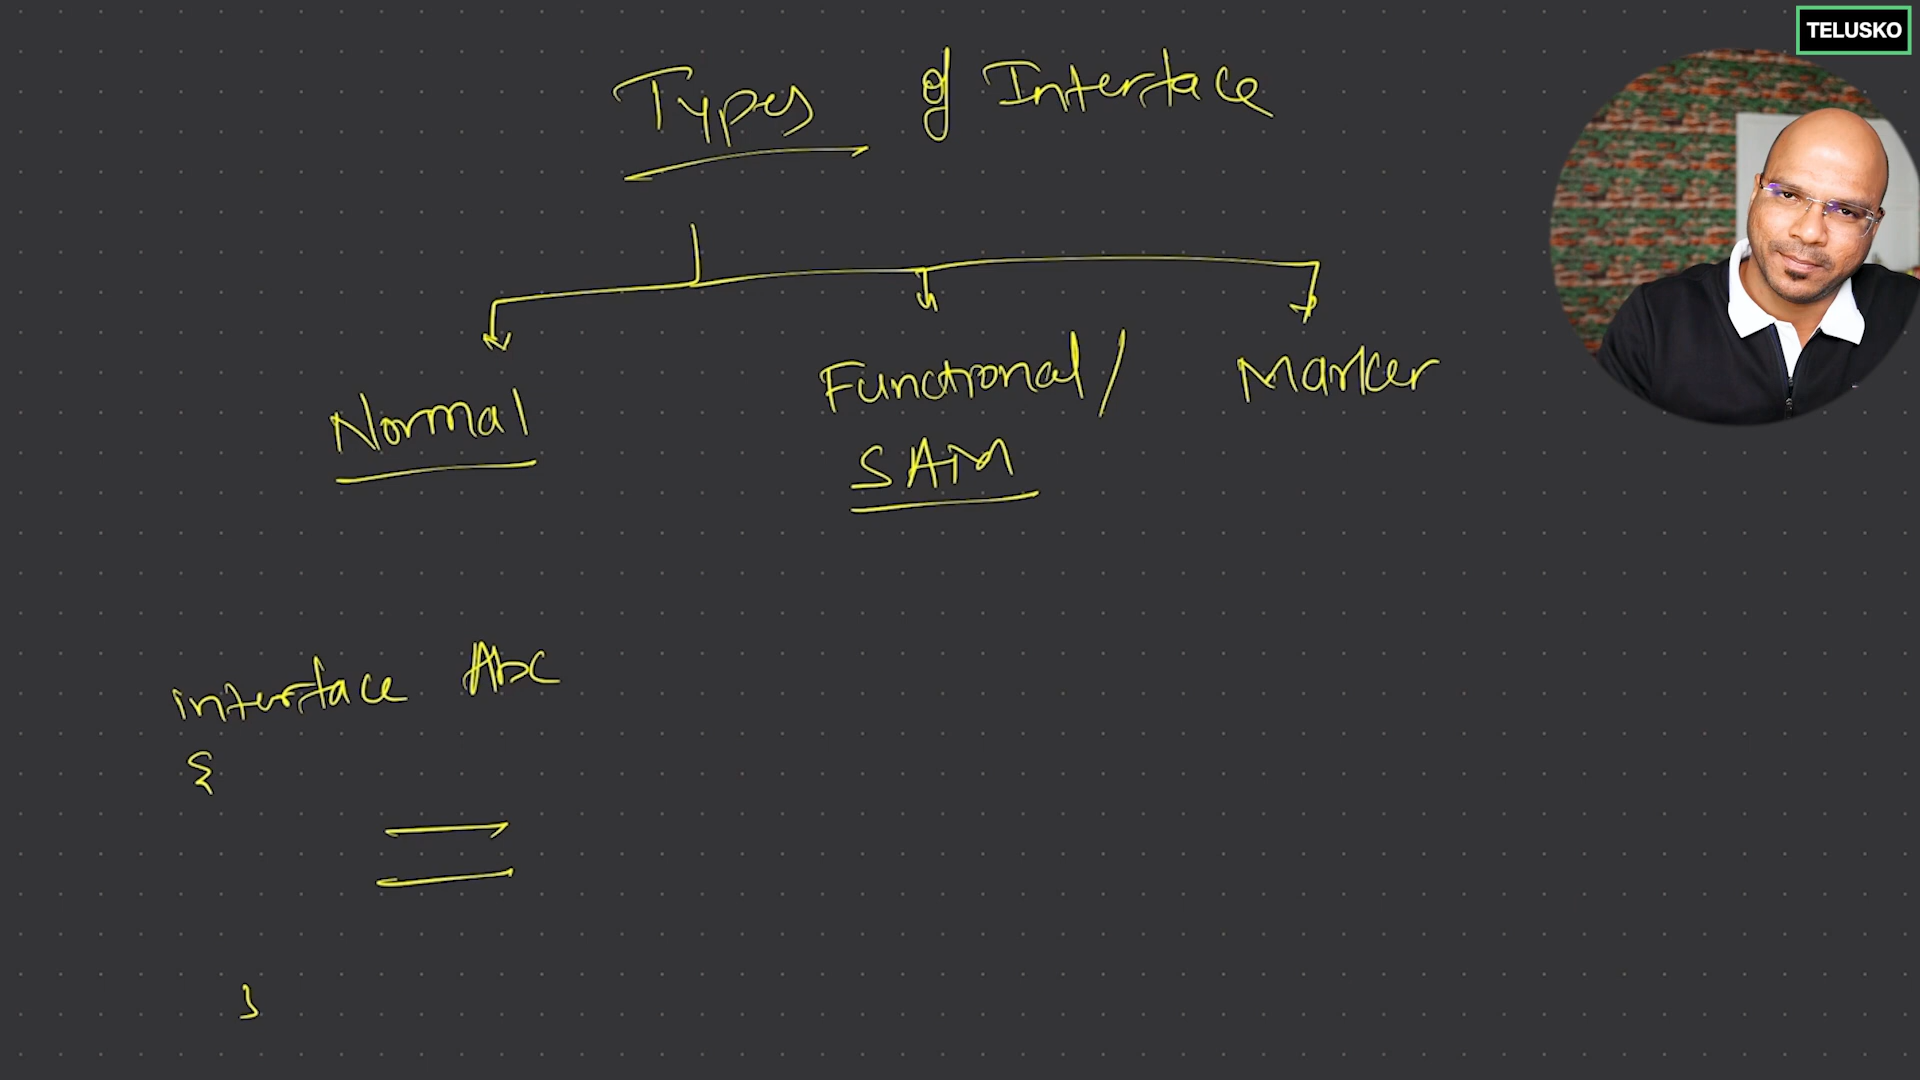 TELUSKO
Types of Interface
Normal Functional/ Marker
SAM
interface Abc
{
}